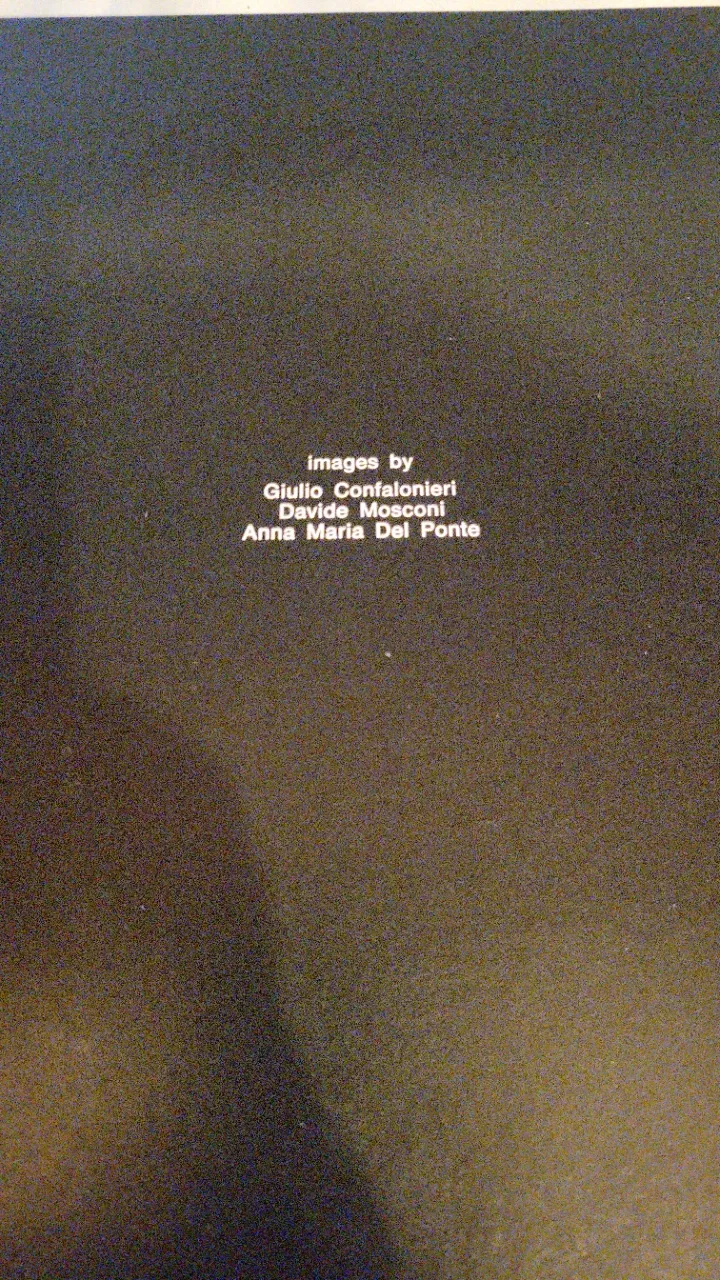 images by
Giulio Confalonieri
Davide Mosconi
Anna Maria Del Ponte